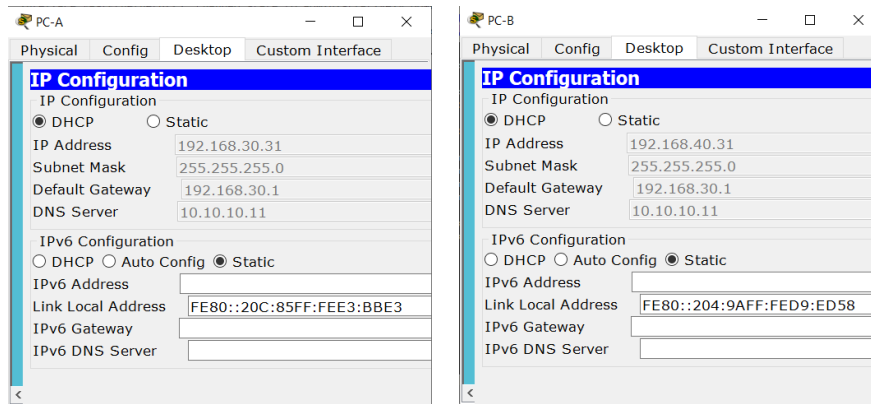 PC-A
Physical Config Desktop Custom Interface
IP Configuration
IP Configuration
DHCP Static
IP Address 192.168.30.31
Subnet Mask 255.255.255.0
Default Gateway 192.168.30.1
DNS Server 10.10.10.11
IPv6 Configuration
DHCP Auto Config Static
IPv6 Address
Link Local Address FE80::20C:85FF:FEE3:BBE3
IPv6 Gateway
IPv6 DNS Server
PC-B
Physical Config Desktop Custom Interface
IP Configuration
IP Configuration
DHCP Static
IP Address 192.168.40.31
Subnet Mask 255.255.255.0
Default Gateway 192.168.30.1
DNS Server 10.10.10.11
IPv6 Configuration
DHCP Auto Config Static
IPv6 Address
Link Local Address FE80::204:9AFF:FED9:ED58
IPv6 Gateway
IPv6 DNS Server